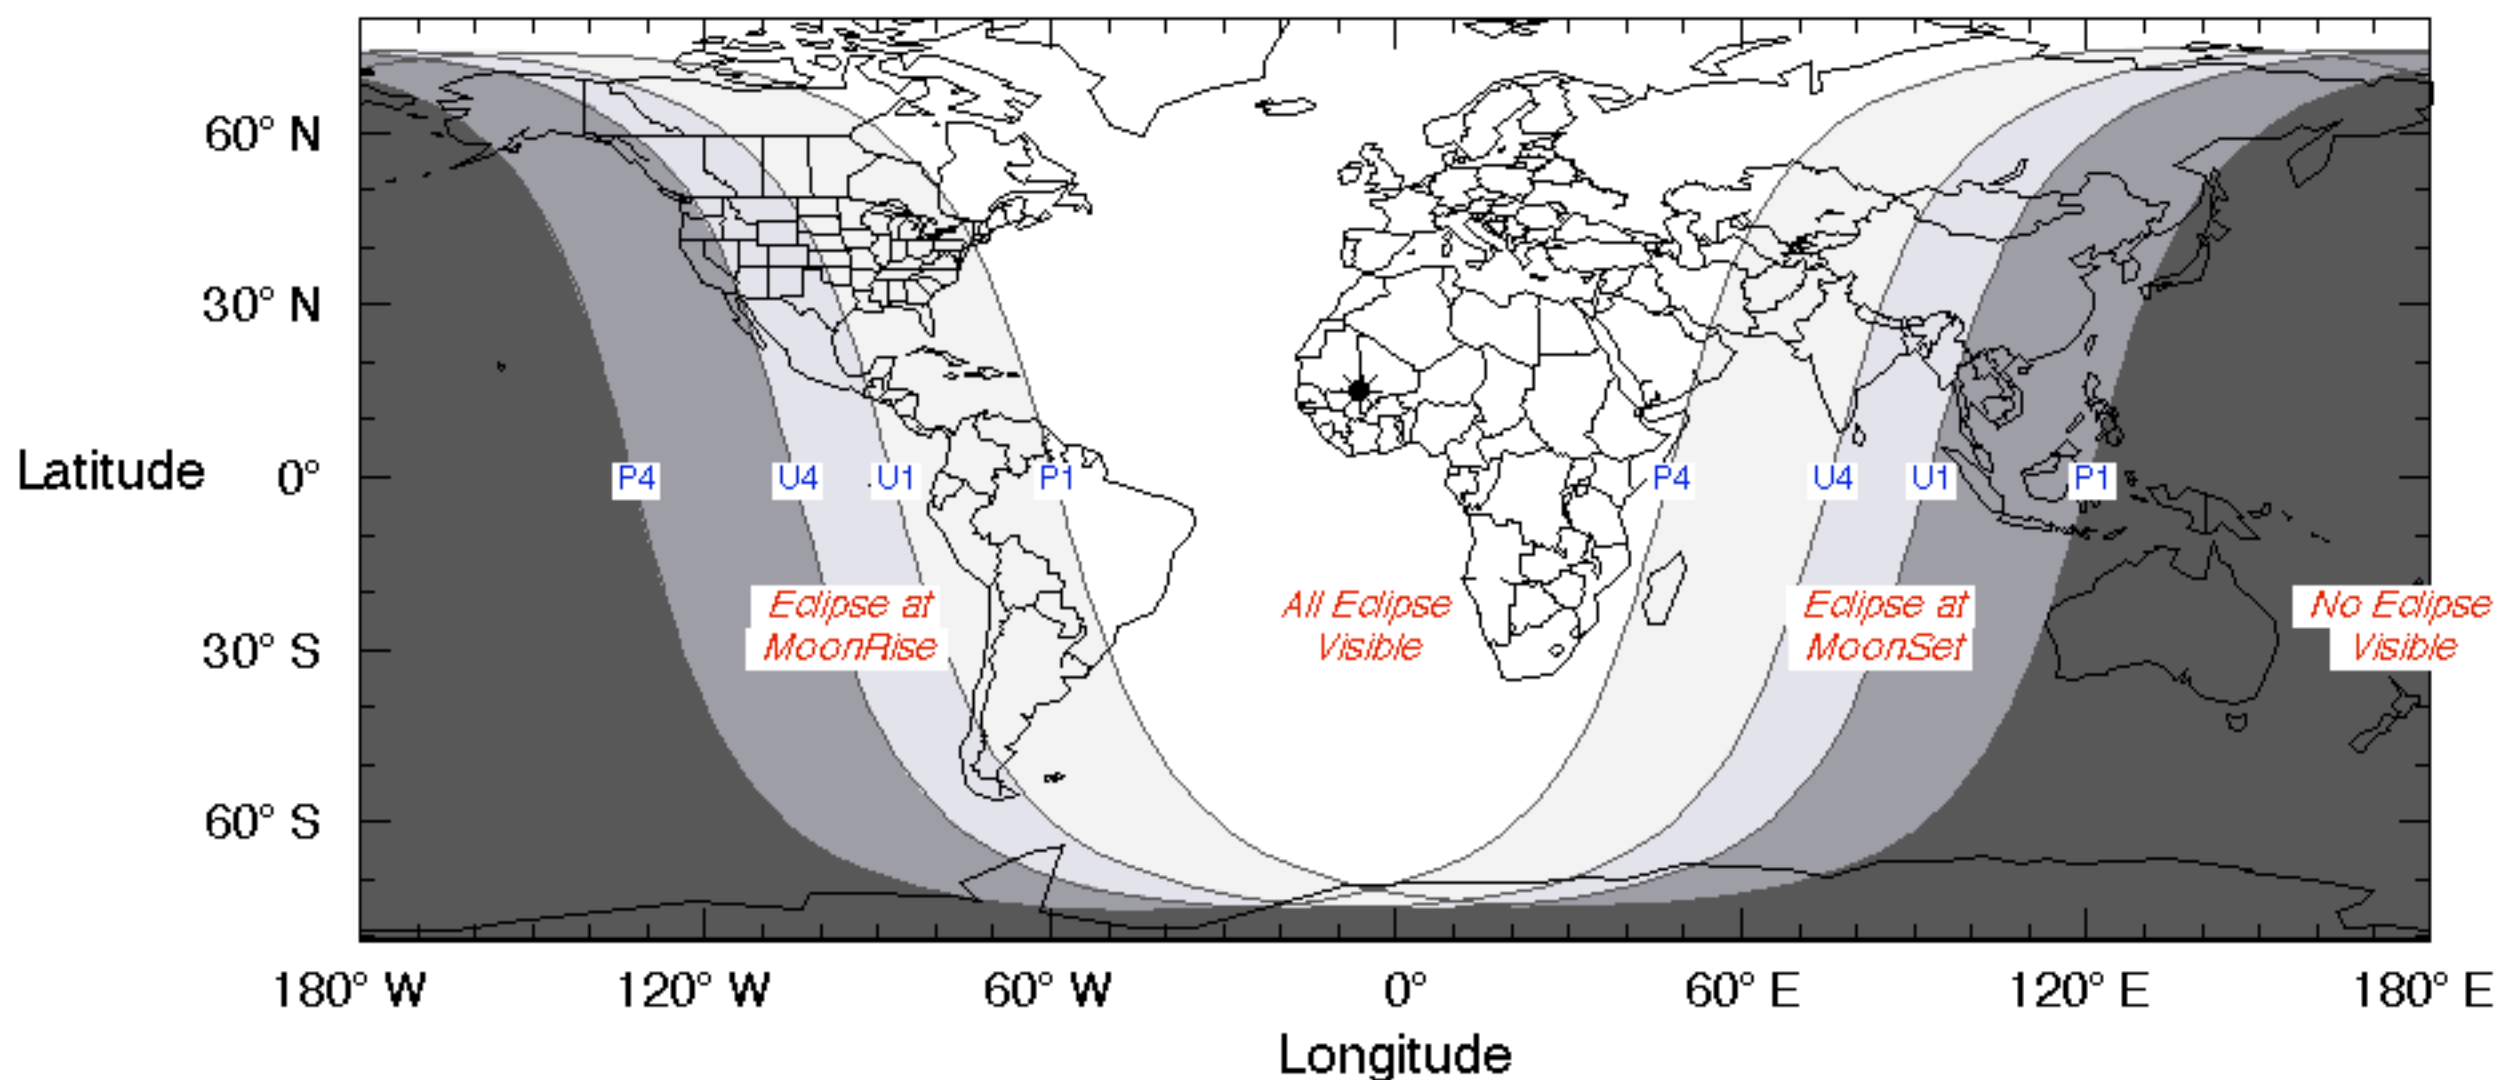 60° N
30° N
Latitude 0°
P4 U4 U1 P1 P4 U4 U1 P1
Eclipse at MoonRise
All Eclipse Visible
Eclipse at MoonSet
No Eclipse Visible
30° S
60° S
180° W 120° W 60° W 0° 60° E 120° E 180° E
Longitude